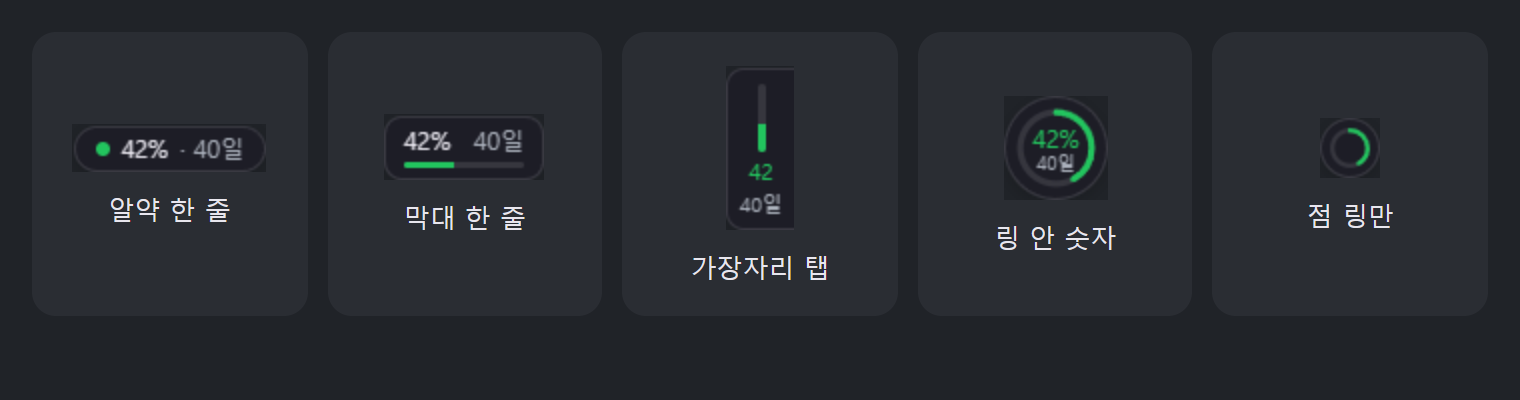 42% · 40일
알약 한 줄
42% 40일
막대 한 줄
42
40일
가장자리 탭
42%
40일
링 안 숫자
점 링만